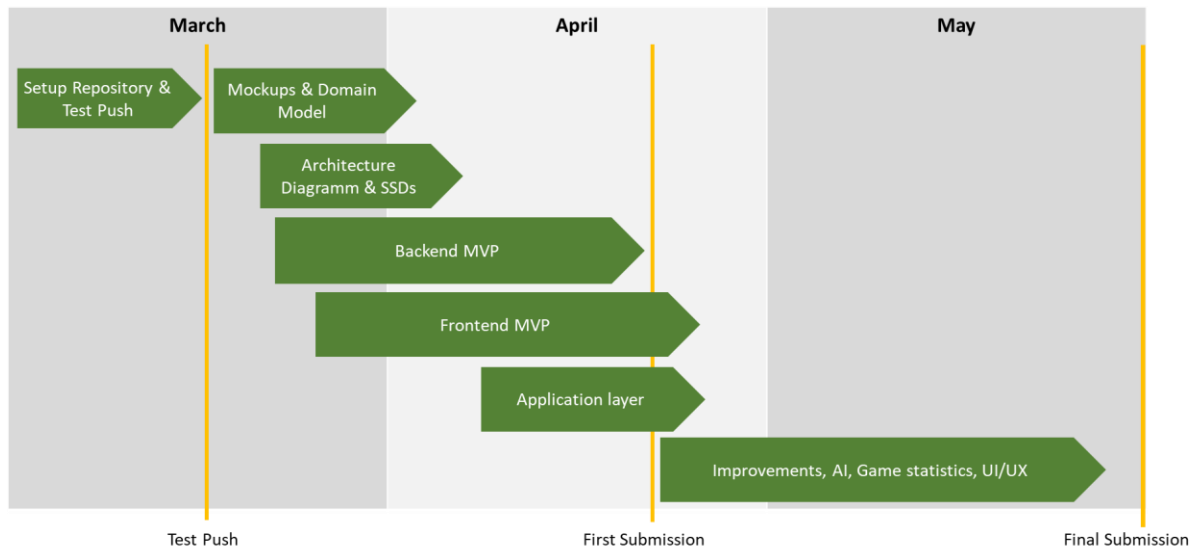 March
April
May
Setup Repository &
Test Push
Mockups & Domain
Model
Architecture
Diagramm & SSDs
Backend MVP
Frontend MVP
Application layer
Improvements, AI, Game statistics, UI/UX
Test Push
First Submission
Final Submission